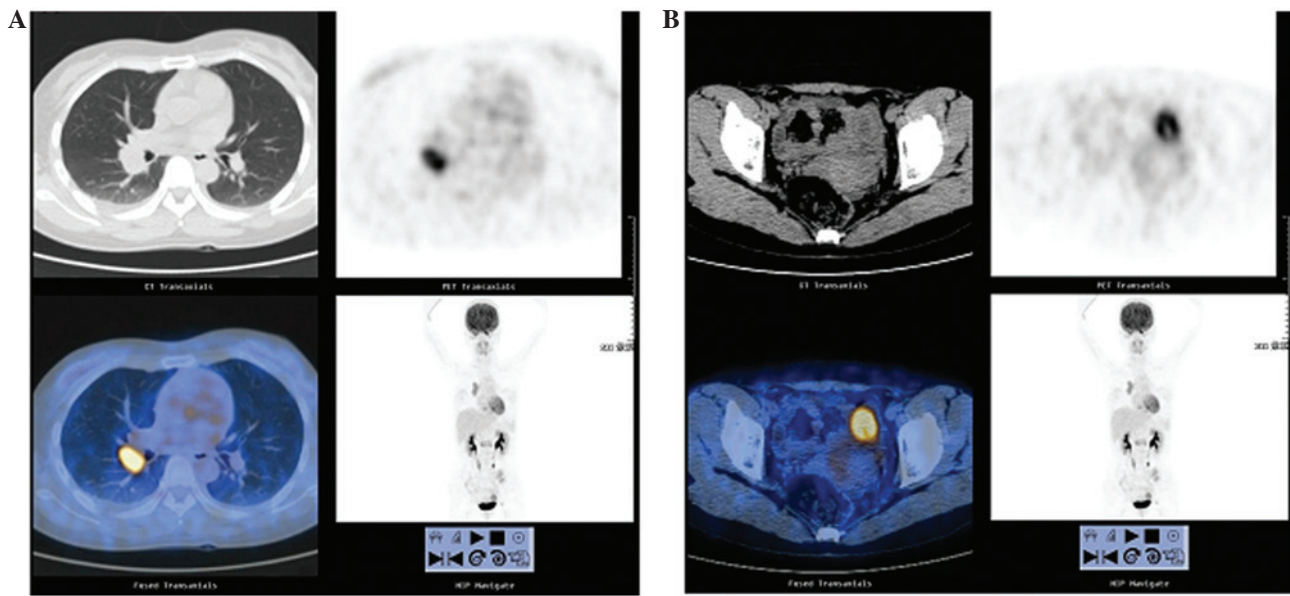 A
B
CT Transaxials
PET Transaxials
CT Transaxials
PET Transaxials
Fused Transaxials
MIP Navigate
Fused Transaxials
MIP Navigate